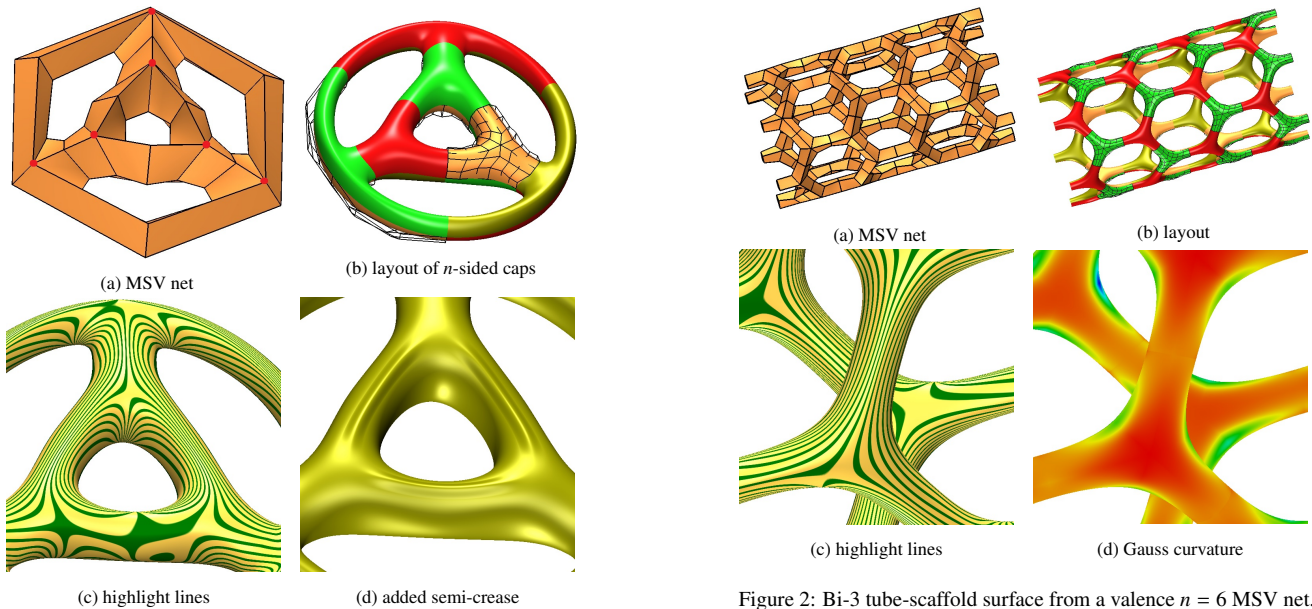 (a) MSV net
(b) layout of n-sided caps
(c) highlight lines
(d) added semi-crease
(a) MSV net
(b) layout
(c) highlight lines
(d) Gauss curvature
Figure 2: Bi-3 tube-scaffold surface from a valence n = 6 MSV net.